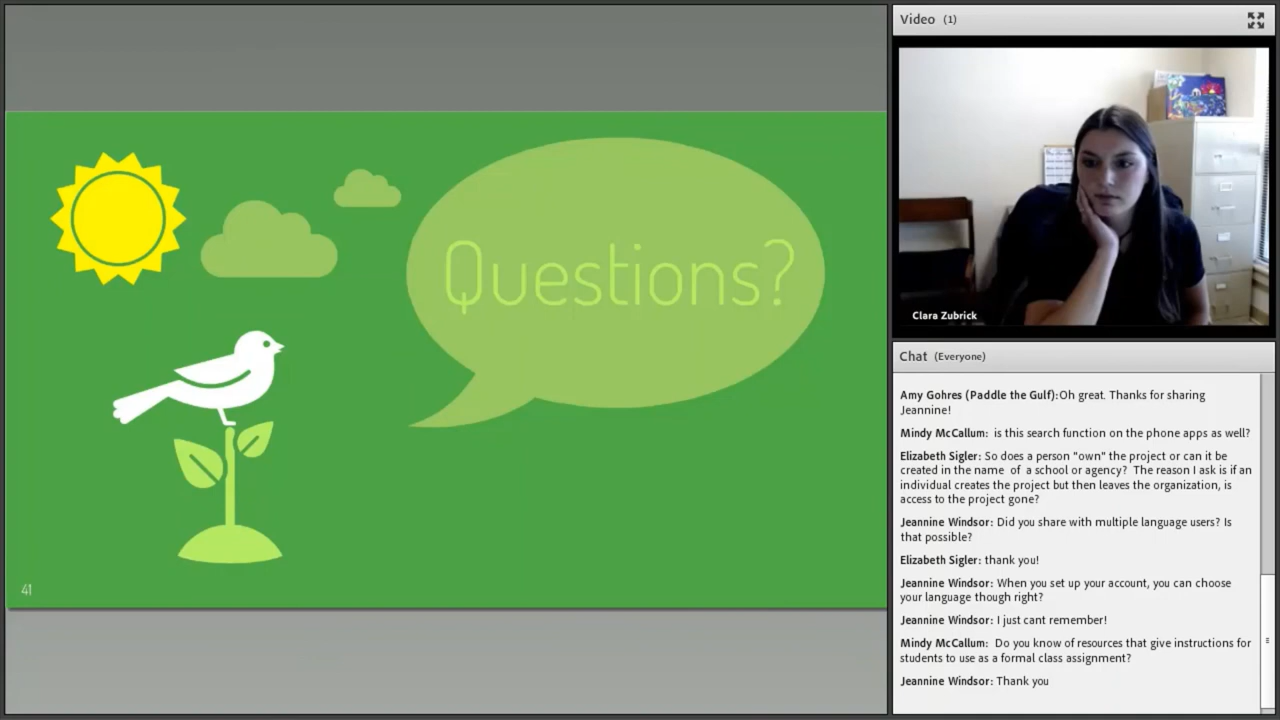 Questions?
41
Video (1)
Clara Zubrick
Chat (Everyone)
Amy Gohres (Paddle the Gulf):Oh great. Thanks for sharing
Jeannine!
Mindy McCallum: is this search function on the phone apps as well?
Elizabeth Sigler: So does a person "own" the project or can it be
created in the name of a school or agency? The reason I ask is if an
individual creates the project but then leaves the organization, is
access to the project gone?
Jeannine Windsor: Did you share with multiple language users? Is
that possible?
Elizabeth Sigler: thank you!
Jeannine Windsor: When you set up your account, you can choose
your language though right?
Jeannine Windsor: I just cant remember!
Mindy McCallum: Do you know of resources that give instructions for
students to use as a formal class assignment?
Jeannine Windsor: Thank you